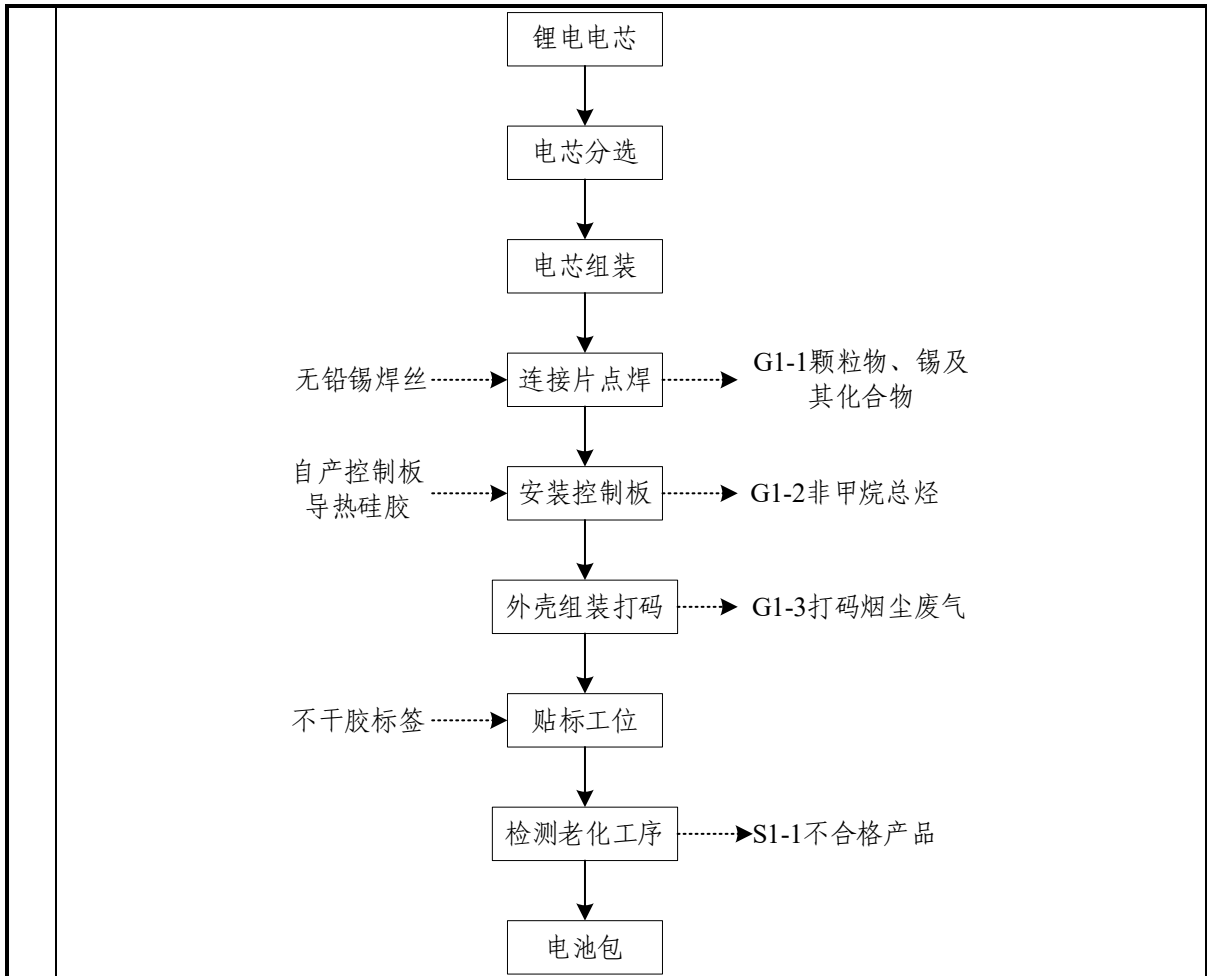 锂电电芯
电芯分选
电芯组装
无铅锡焊丝
连接片点焊
G1-1颗粒物、锡及
其化合物
自产控制板
导热硅胶
安装控制板
G1-2非甲烷总烃
外壳组装打码
G1-3打码烟尘废气
不干胶标签
贴标工位
检测老化工序
S1-1不合格产品
电池包